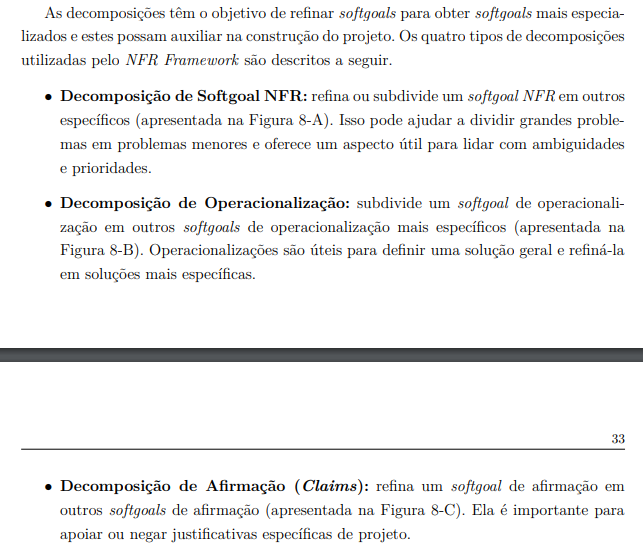 As decomposições têm o objetivo de refinar softgoals para obter softgoals mais especia-
lizados e estes possam auxiliar na construção do projeto. Os quatro tipos de decomposições
utilizadas pelo NFR Framework são descritos a seguir.
• Decomposição de Softgoal NFR: refina ou subdivide um softgoal NFR em outros
específicos (apresentada na Figura 8-A). Isso pode ajudar a dividir grandes proble-
mas em problemas menores e oferece um aspecto útil para lidar com ambiguidades
e prioridades.
• Decomposição de Operacionalização: subdivide um softgoal de operacionali-
zação em outros softgoals de operacionalização mais específicos (apresentada na
Figura 8-B). Operacionalizações são úteis para definir uma solução geral e refiná-la
em soluções mais específicas.
33
• Decomposição de Afirmação (Claims): refina um softgoal de afirmação em
outros softgoals de afirmação (apresentada na Figura 8-C). Ela é importante para
apoiar ou negar justificativas específicas de projeto.